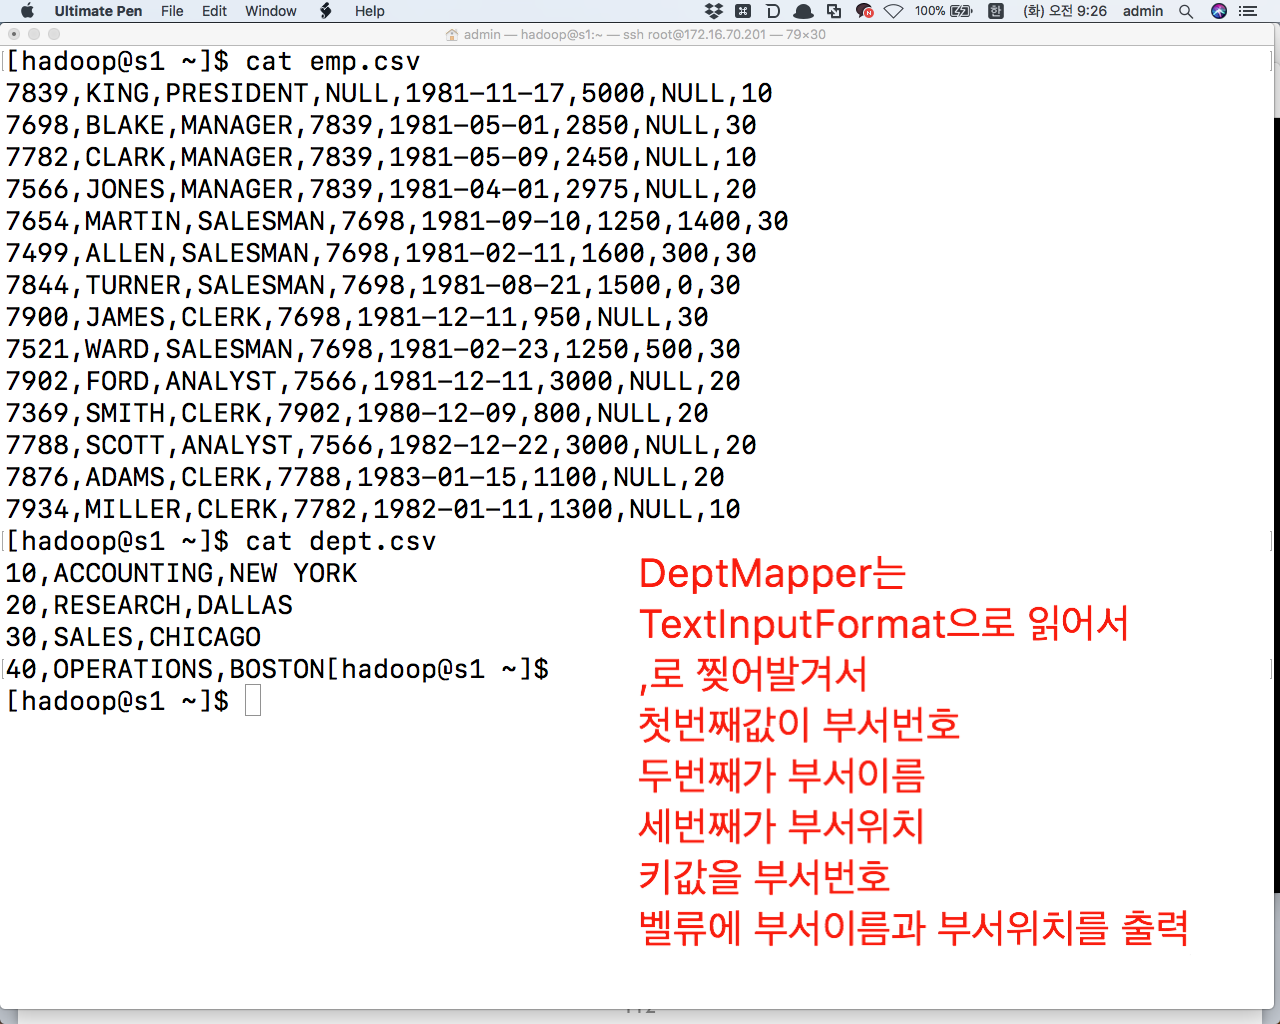 Ultimate Pen File Edit Window Help 100% 한 (화) 오전 9:26 admin
admin — hadoop@s1:~ — ssh root@172.16.70.201 — 79×30
[hadoop@s1 ~]$ cat emp.csv
7839,KING,PRESIDENT,NULL,1981-11-17,5000,NULL,10
7698,BLAKE,MANAGER,7839,1981-05-01,2850,NULL,30
7782,CLARK,MANAGER,7839,1981-05-09,2450,NULL,10
7566,JONES,MANAGER,7839,1981-04-01,2975,NULL,20
7654,MARTIN,SALESMAN,7698,1981-09-10,1250,1400,30
7499,ALLEN,SALESMAN,7698,1981-02-11,1600,300,30
7844,TURNER,SALESMAN,7698,1981-08-21,1500,0,30
7900,JAMES,CLERK,7698,1981-12-11,950,NULL,30
7521,WARD,SALESMAN,7698,1981-02-23,1250,500,30
7902,FORD,ANALYST,7566,1981-12-11,3000,NULL,20
7369,SMITH,CLERK,7902,1980-12-09,800,NULL,20
7788,SCOTT,ANALYST,7566,1982-12-22,3000,NULL,20
7876,ADAMS,CLERK,7788,1983-01-15,1100,NULL,20
7934,MILLER,CLERK,7782,1982-01-11,1300,NULL,10
[hadoop@s1 ~]$ cat dept.csv
10,ACCOUNTING,NEW YORK
20,RESEARCH,DALLAS
30,SALES,CHICAGO
40,OPERATIONS,BOSTON[hadoop@s1 ~]$
[hadoop@s1 ~]$
DeptMapper는
TextInputFormat으로 읽어서
,로 찢어발겨서
첫번째값이 부서번호
두번째가 부서이름
세번째가 부서위치
키값을 부서번호
벨류에 부서이름과 부서위치를 출력